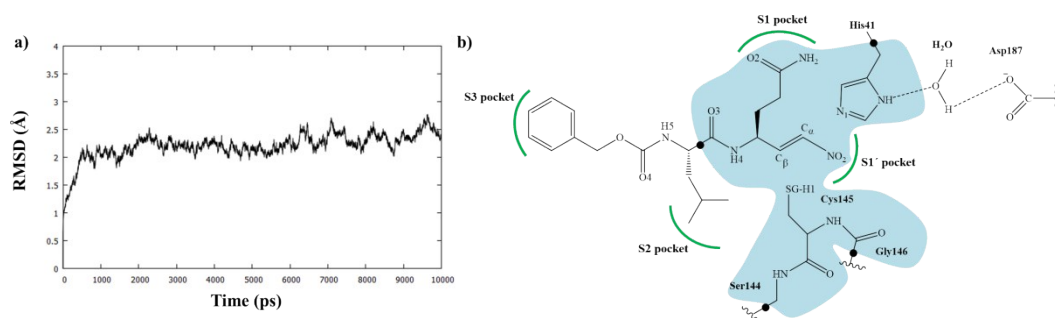 a)
RMSD (Å)
4
3.5
3
2.5
2
1.5
1
0.5
0
0
1000
2000
3000
4000
5000
6000
7000
8000
9000
10000
Time (ps)
b)
S1 pocket
His41
H₂O
Asp187
O2
NH₂
H
O
H
N
NH
O⁻
O
S3 pocket
H5
N
O3
Cα
O
O4
N
H4
Cβ
NO₂
S1´ pocket
SG-H1
Cys145
S2 pocket
NH
O
Gly146
HN
O
Ser144